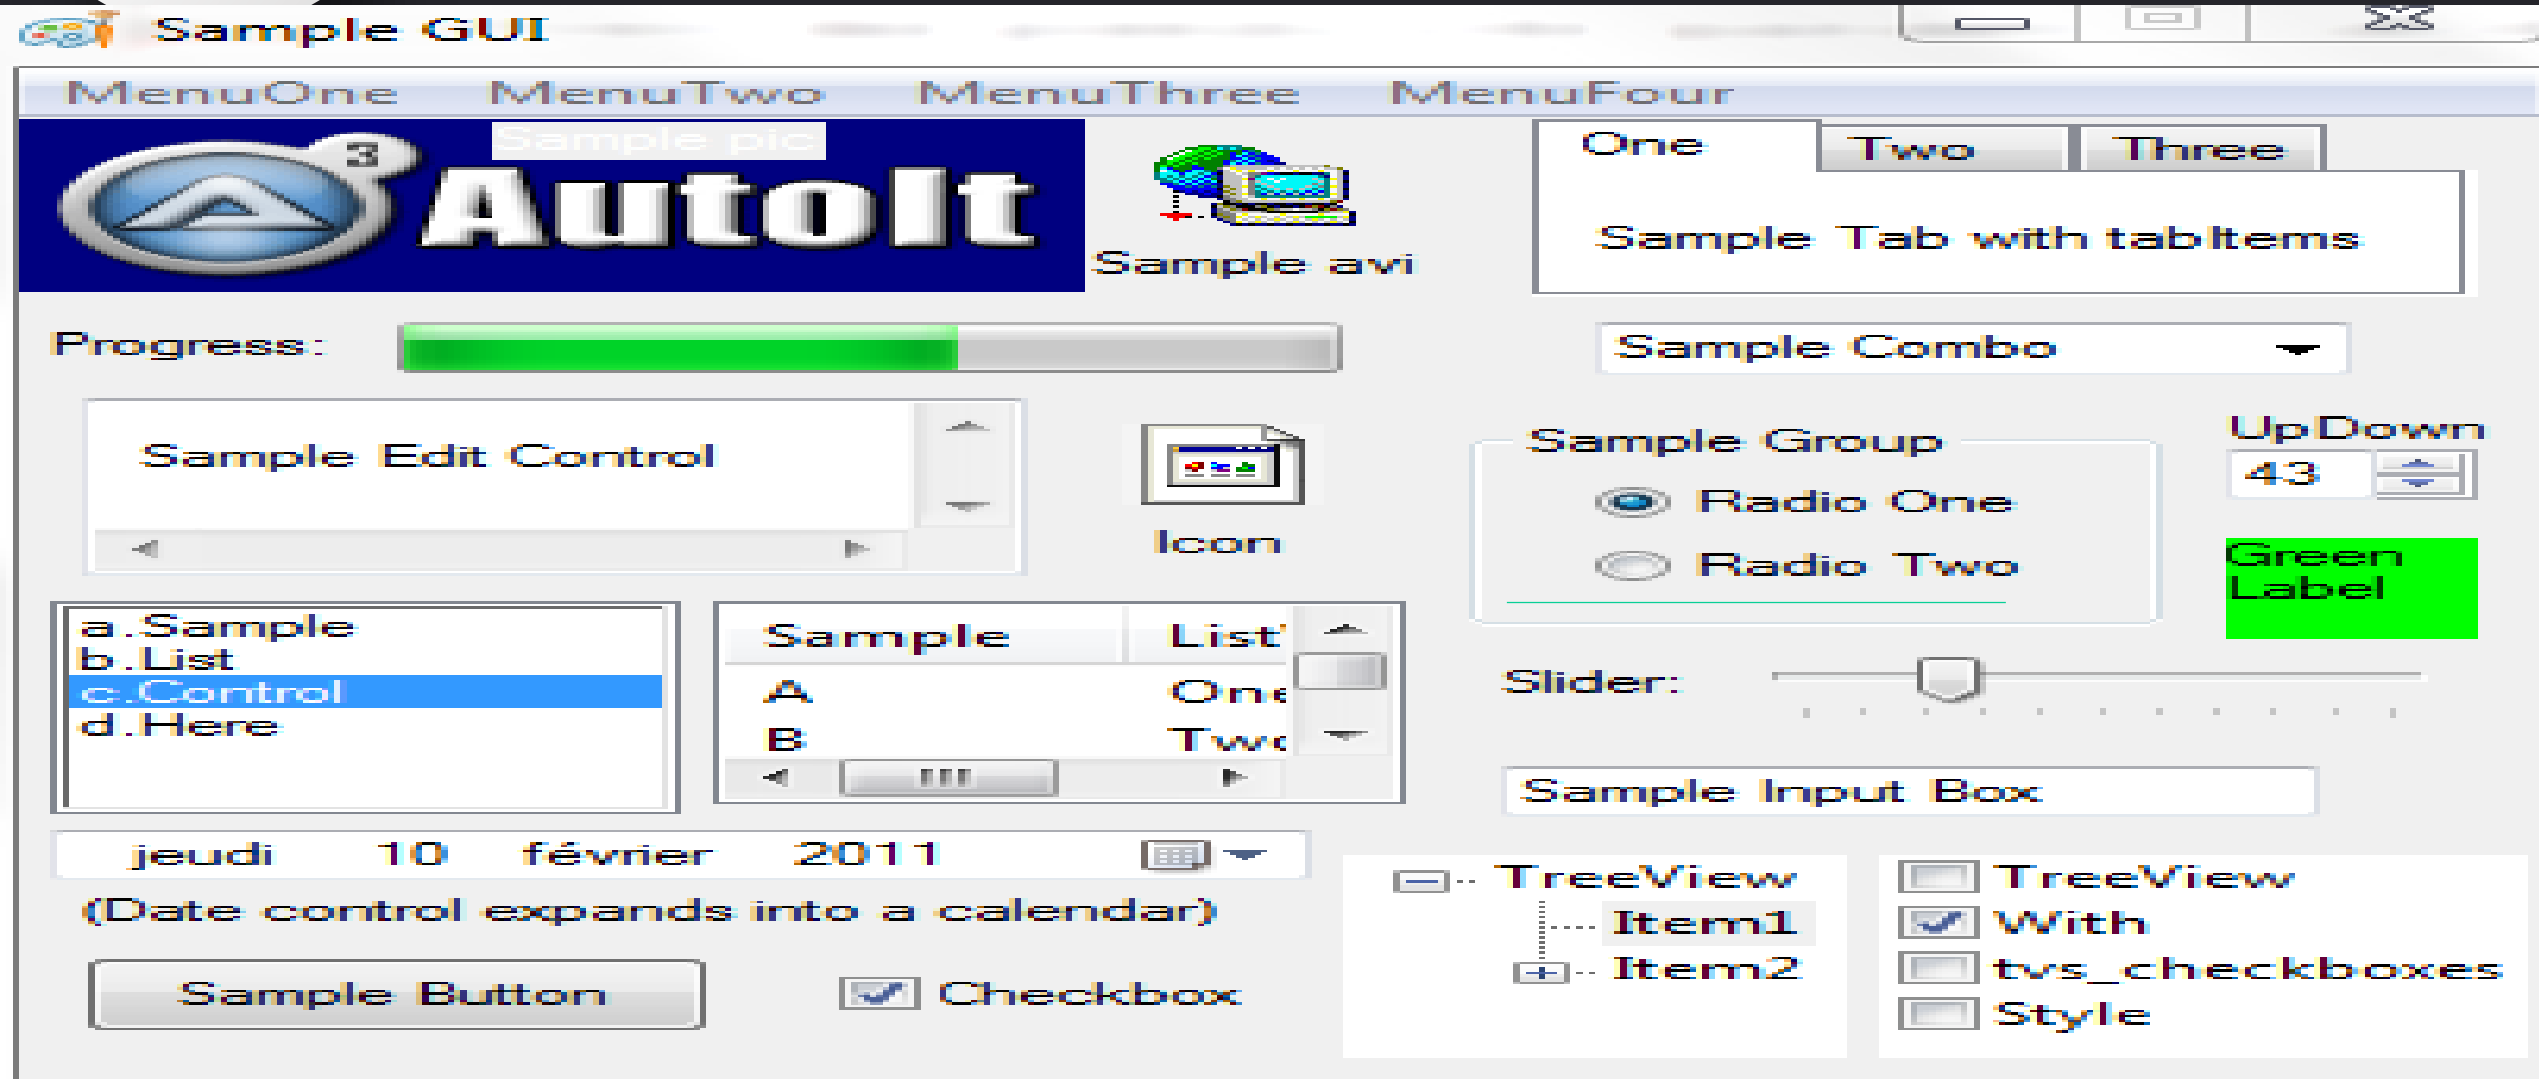 Sample GUI
MenuOne MenuTwo MenuThree MenuFour
Sample pic
3
AutoIt
Sample avi
One Two Three
Sample Tab with tabItems
Progress:
Sample Combo
Sample Edit Control
Icon
Sample Group
Radio One
Radio Two
UpDown
43
Green
Label
a.Sample
b.List
c.Control
d.Here
Sample List
A One
B Two
Slider:
Sample Input Box
jeudi 10 février 2011
(Date control expands into a calendar)
Sample Button
Checkbox
TreeView
Item1
Item2
TreeView
With
tvs_checkboxes
Style